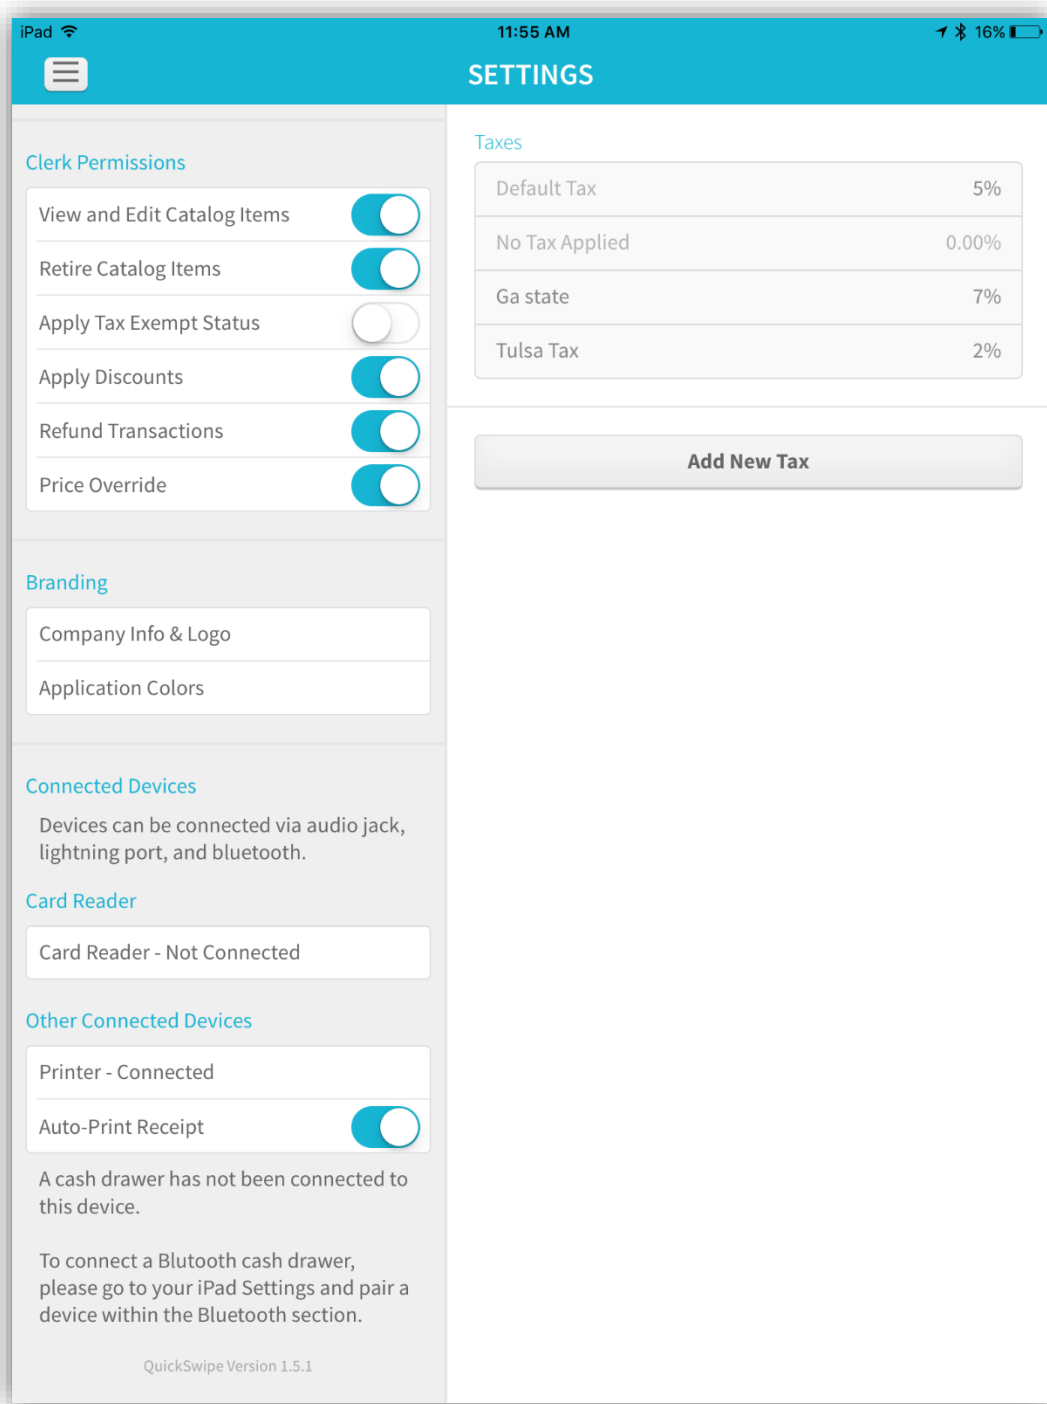 iPad 11:55 AM 16%
SETTINGS
Clerk Permissions
View and Edit Catalog Items
Retire Catalog Items
Apply Tax Exempt Status
Apply Discounts
Refund Transactions
Price Override
Branding
Company Info & Logo
Application Colors
Connected Devices
Devices can be connected via audio jack,
lightning port, and bluetooth.
Card Reader
Card Reader - Not Connected
Other Connected Devices
Printer - Connected
Auto-Print Receipt
A cash drawer has not been connected to
this device.
To connect a Blutooth cash drawer,
please go to your iPad Settings and pair a
device within the Bluetooth section.
QuickSwipe Version 1.5.1
Taxes
Default Tax 5%
No Tax Applied 0.00%
Ga state 7%
Tulsa Tax 2%
Add New Tax